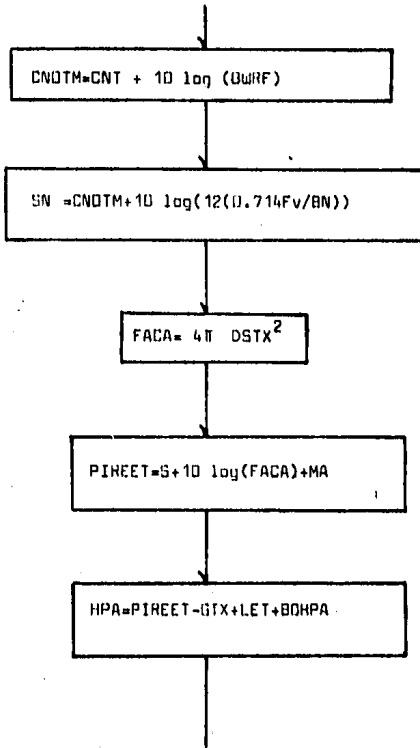 CNOTM=CNT + 10 log (BWRF)
SN =CNOTM+10 log(12(0.714Fv/BN))
FACA= 4π DSTX²
PIREET=S+10 log(FACA)+MA
HPA=PIREET-GTX+LET+BOHPA